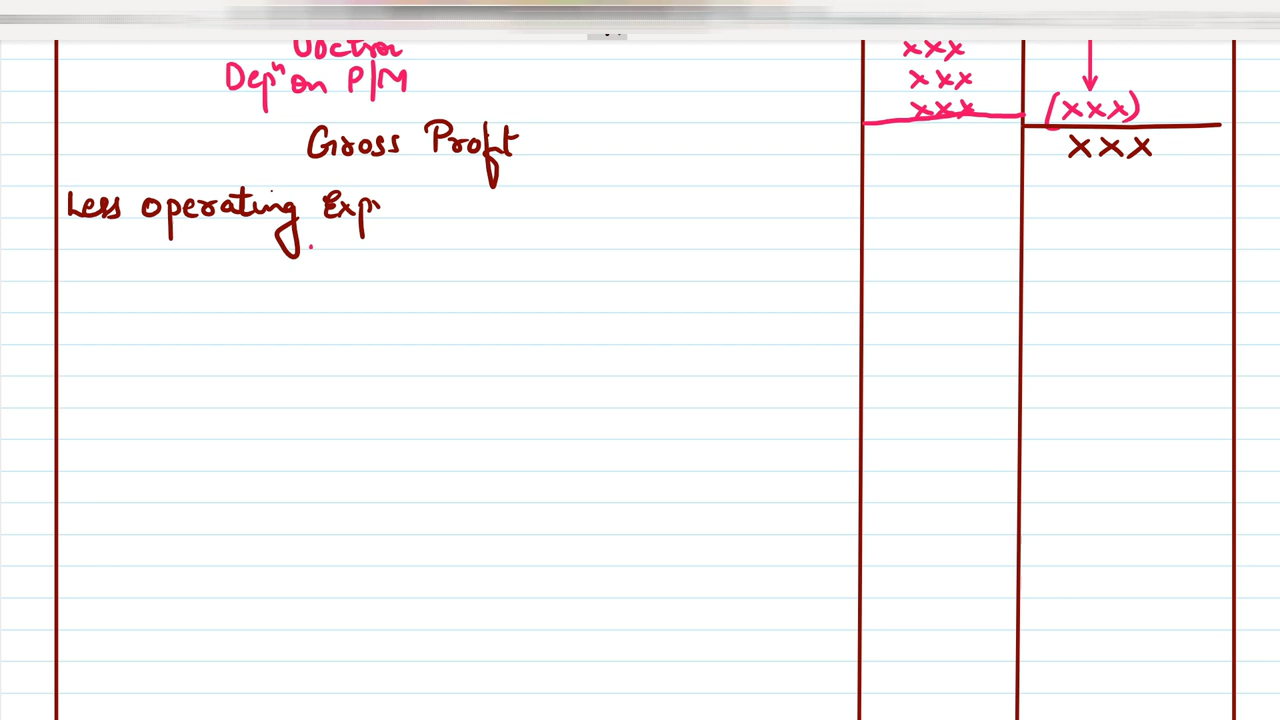 xxx
Depn on P/M xxx
xxx (xxx)
Gross Profit xxx
Less operating Exp